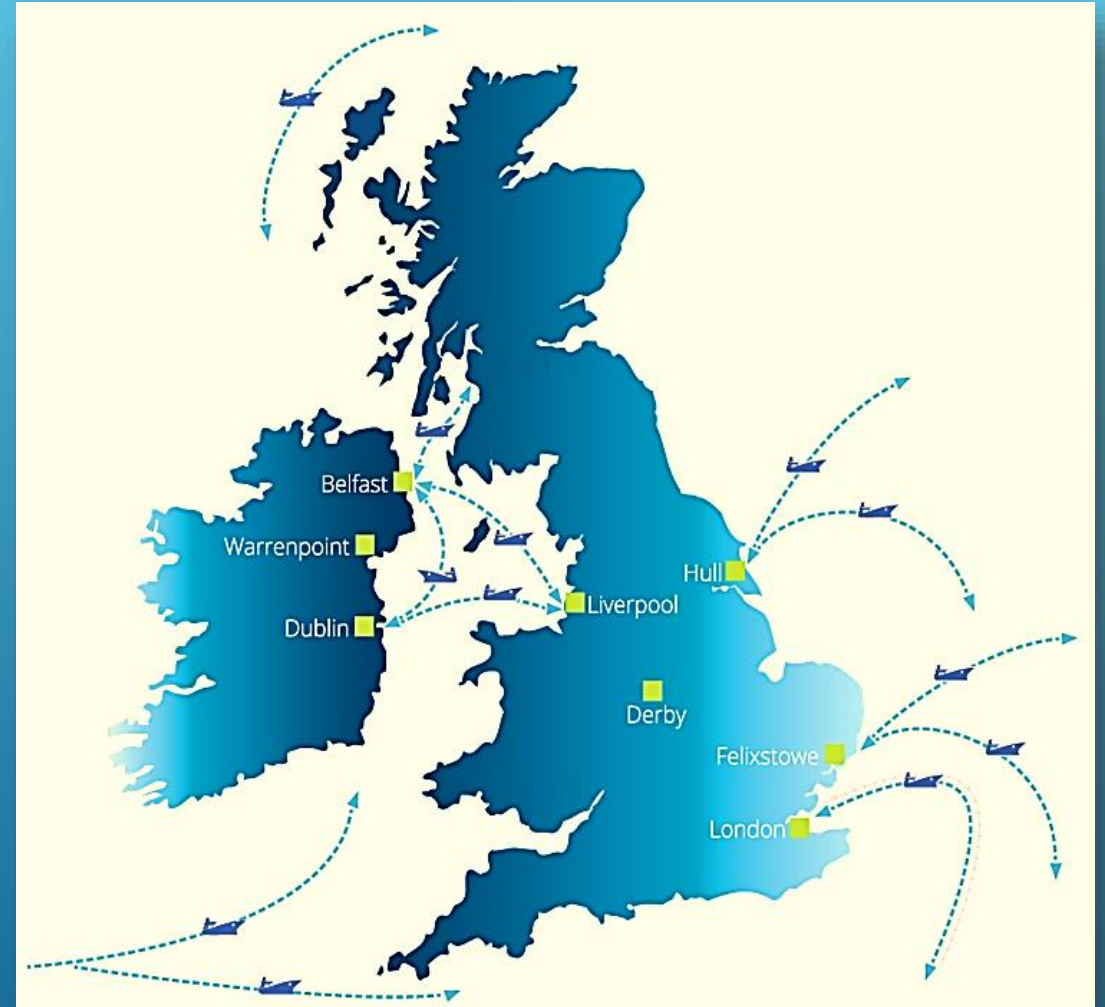 Belfast
Warrenpoint
Dublin
Liverpool
Hull
Derby
Felixstowe
London